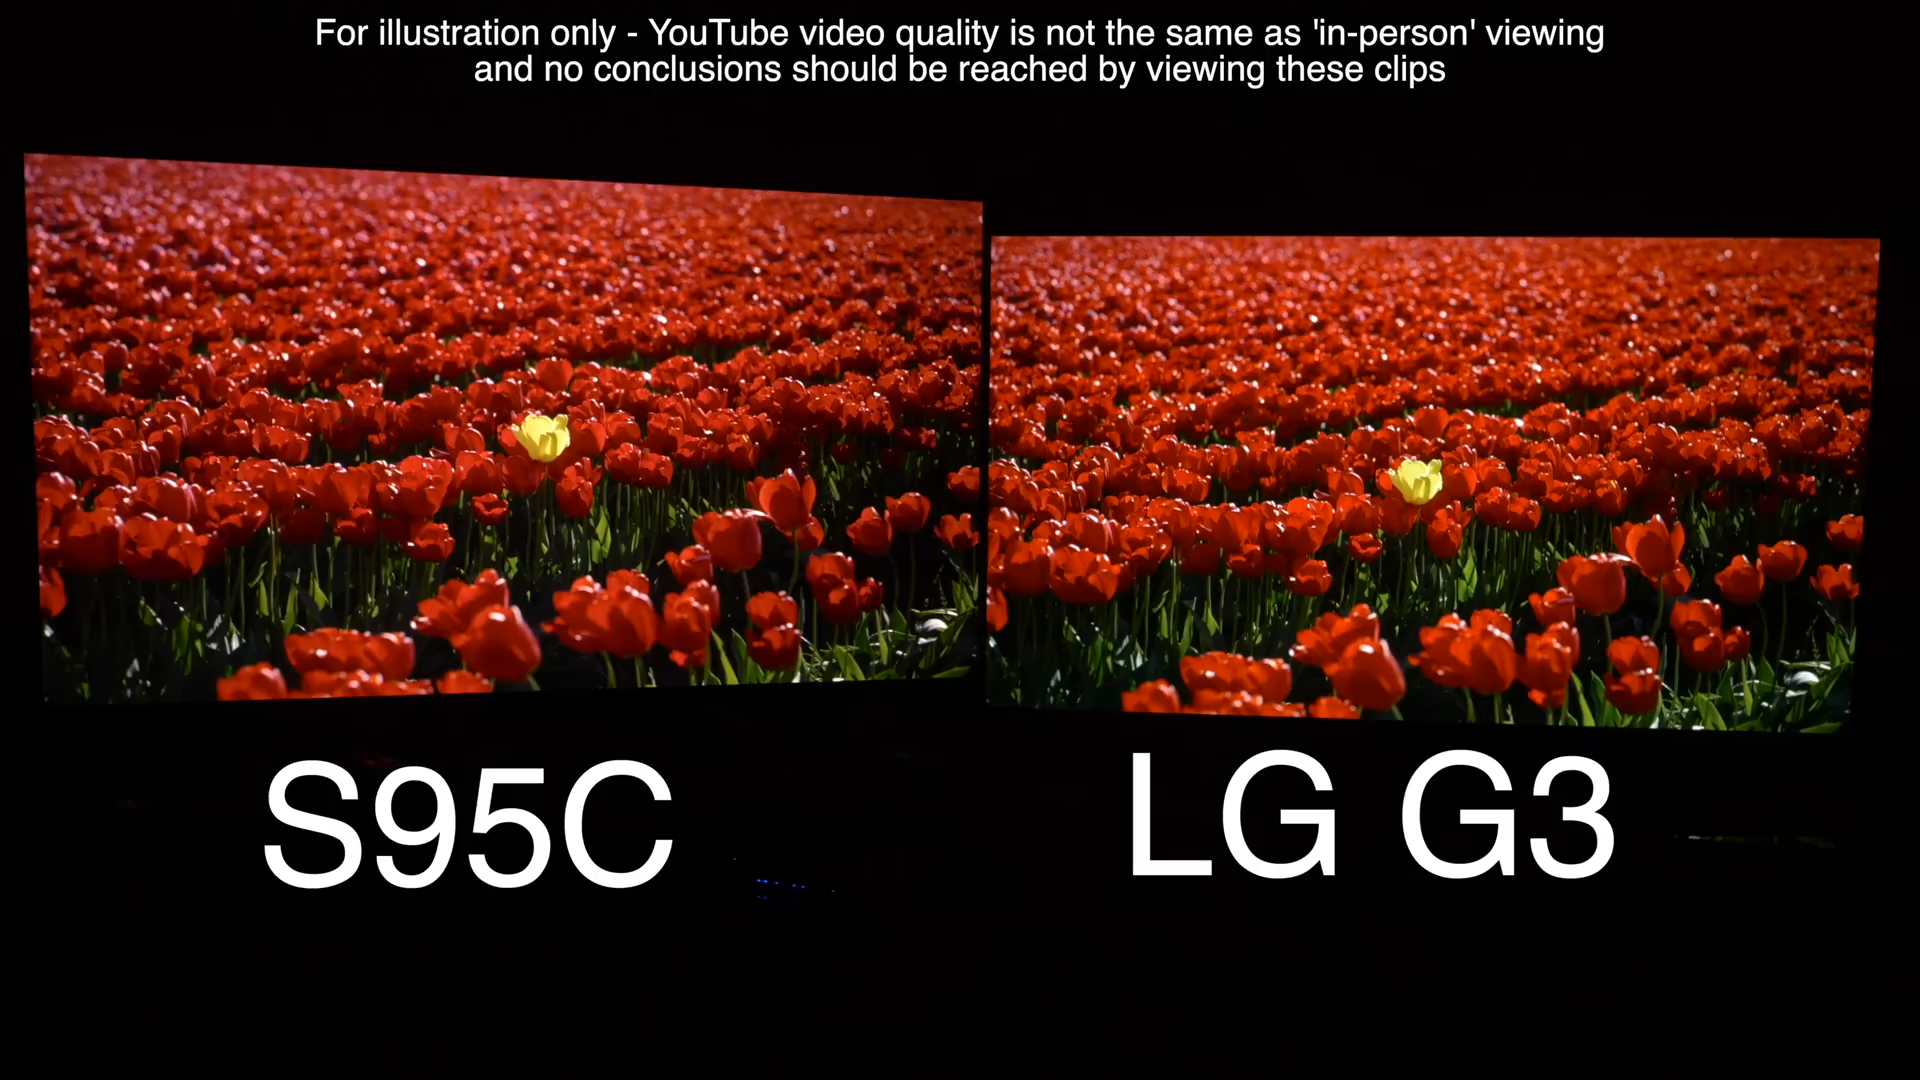 For illustration only - YouTube video quality is not the same as 'in-person' viewing
and no conclusions should be reached by viewing these clips
S95C
LG G3